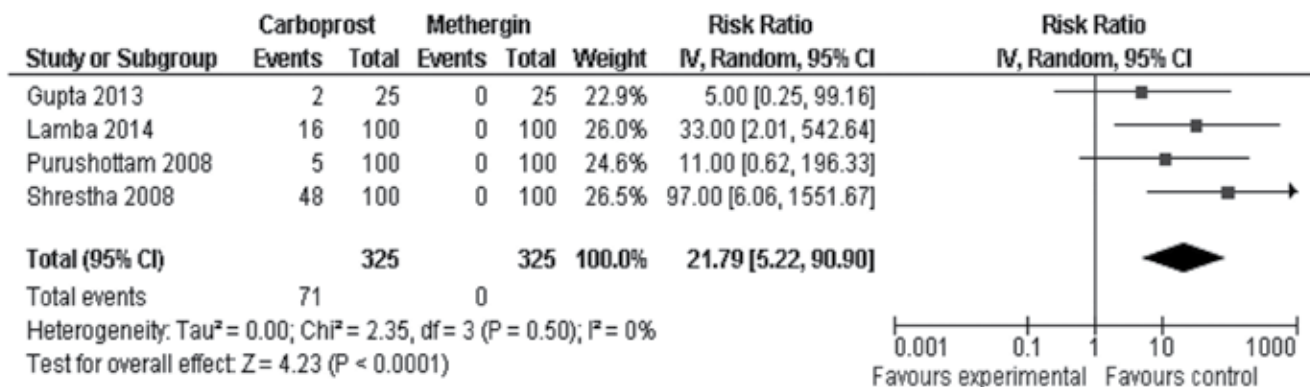 Carboprost Methergin Risk Ratio Risk Ratio
Study or Subgroup Events Total Events Total Weight IV, Random, 95% CI IV, Random, 95% CI
Gupta 2013 2 25 0 25 22.9% 5.00 [0.25, 99.16]
Lamba 2014 16 100 0 100 26.0% 33.00 [2.01, 542.64]
Purushottam 2008 5 100 0 100 24.6% 11.00 [0.62, 196.33]
Shrestha 2008 48 100 0 100 26.5% 97.00 [6.06, 1551.67]
Total (95% CI) 325 325 100.0% 21.79 [5.22, 90.90]
Total events 71 0
Heterogeneity: Tau² = 0.00; Chi² = 2.35, df = 3 (P = 0.50); I² = 0%
Test for overall effect: Z = 4.23 (P < 0.0001)
0.001 0.1 1 10 1000
Favours experimental Favours control